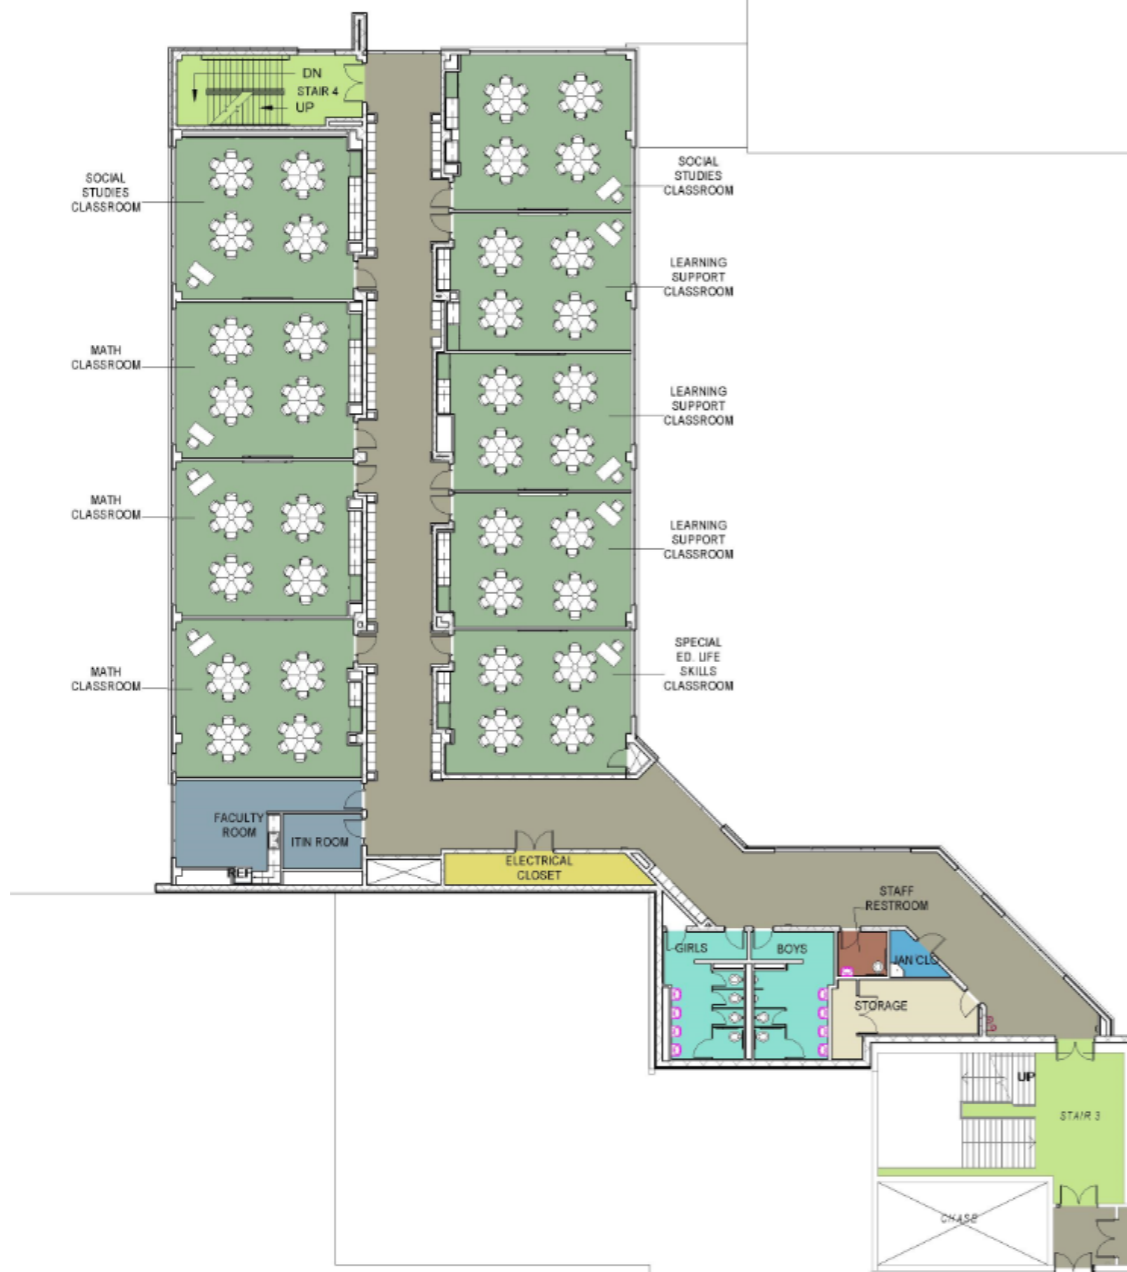 DN
STAIR 4
UP
SOCIAL
STUDIES
CLASSROOM
SOCIAL
STUDIES
CLASSROOM
LEARNING
SUPPORT
CLASSROOM
MATH
CLASSROOM
LEARNING
SUPPORT
CLASSROOM
MATH
CLASSROOM
LEARNING
SUPPORT
CLASSROOM
MATH
CLASSROOM
SPECIAL
ED. LIFE
SKILLS
CLASSROOM
FACULTY
ROOM
ITIN ROOM
REF
ELECTRICAL
CLOSET
STAFF
RESTROOM
GIRLS
BOYS
JAN CLO
STORAGE
UP
STAIR 3
CHASE